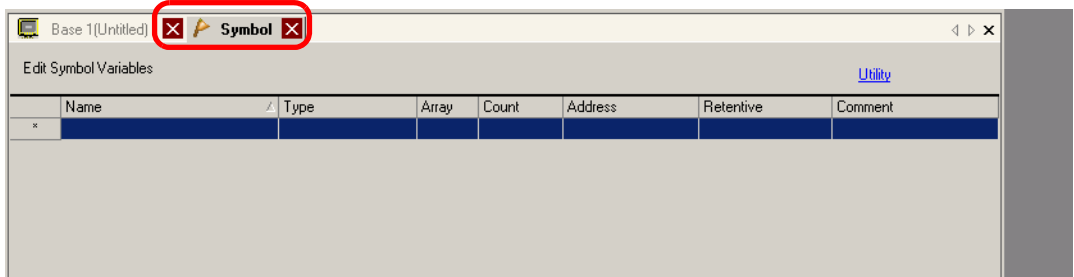 Base 1(Untitled) Symbol
Edit Symbol Variables Utility
Name Type Array Count Address Retentive Comment
*